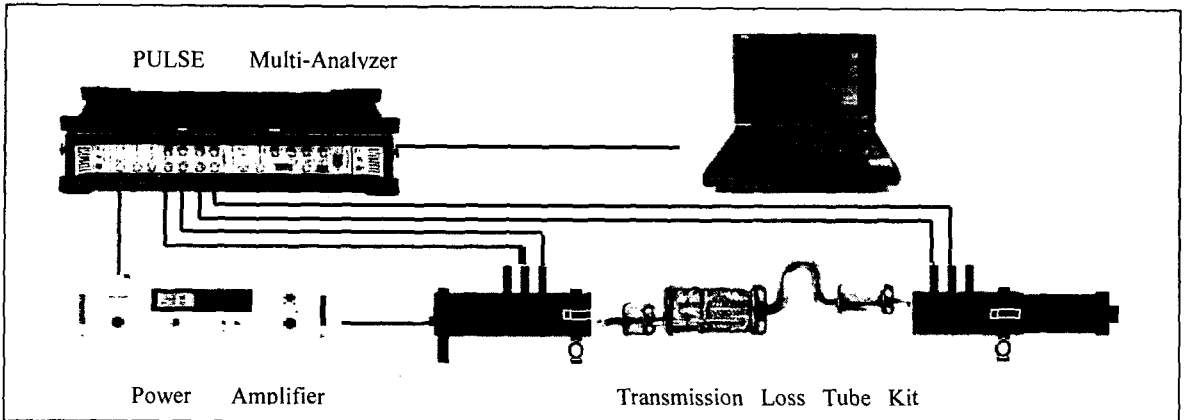 PULSE Multi-Analyzer
Power Amplifier
Transmission Loss Tube Kit